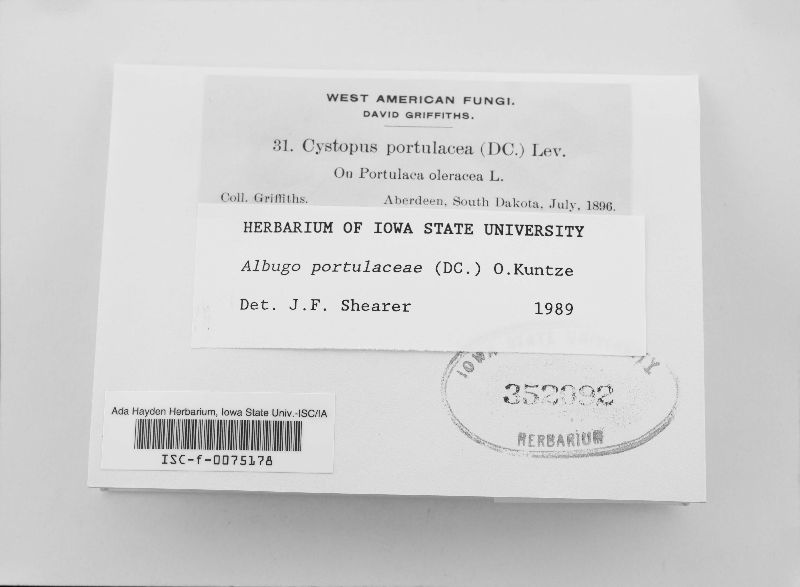 WEST AMERICAN FUNGI.
DAVID GRIFFITHS.
31. Cystopus portulacea (DC.) Lev.
On Portulaca oleracea L.
Coll. Griffiths. Aberdeen, South Dakota, July, 1896.
HERBARIUM OF IOWA STATE UNIVERSITY
Albugo portulaceae (DC.) O.Kuntze
Det. J.F. Shearer 1989
IOWA
352092
HERBARIUM
Ada Hayden Herbarium, Iowa State Univ.-ISC/IA
ISC-f-0075178